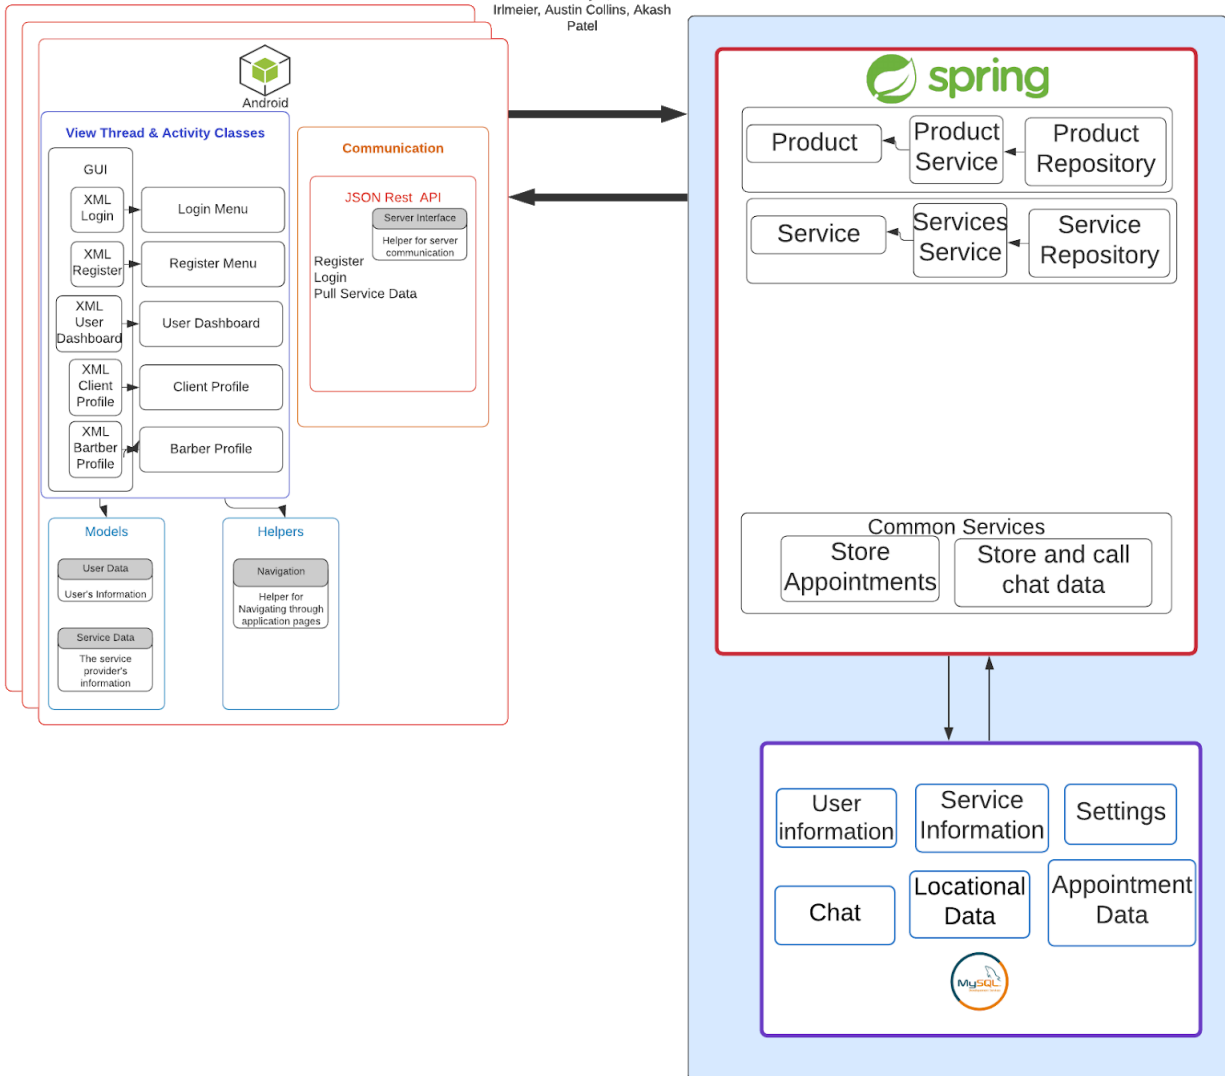 Irlmeier, Austin Collins, Akash
Patel
Android
View Thread & Activity Classes
GUI
XML
Login
Login Menu
XML
Register
Register Menu
XML
User
Dashboard
User Dashboard
XML
Client
Profile
Client Profile
XML
Bartber
Profile
Barber Profile
Communication
JSON Rest  API
Server Interface
Helper for server
communication
Register
Login
Pull Service Data
Models
User Data
User's Information
Service Data
The service
provider's
information
Helpers
Navigation
Helper for
Navigating through
application pages
spring
Product
Product
Service
Product
Repository
Service
Services
Service
Service
Repository
Common Services
Store
Appointments
Store and call
chat data
User
information
Service
Information
Settings
Chat
Locational
Data
Appointment
Data
MySQL